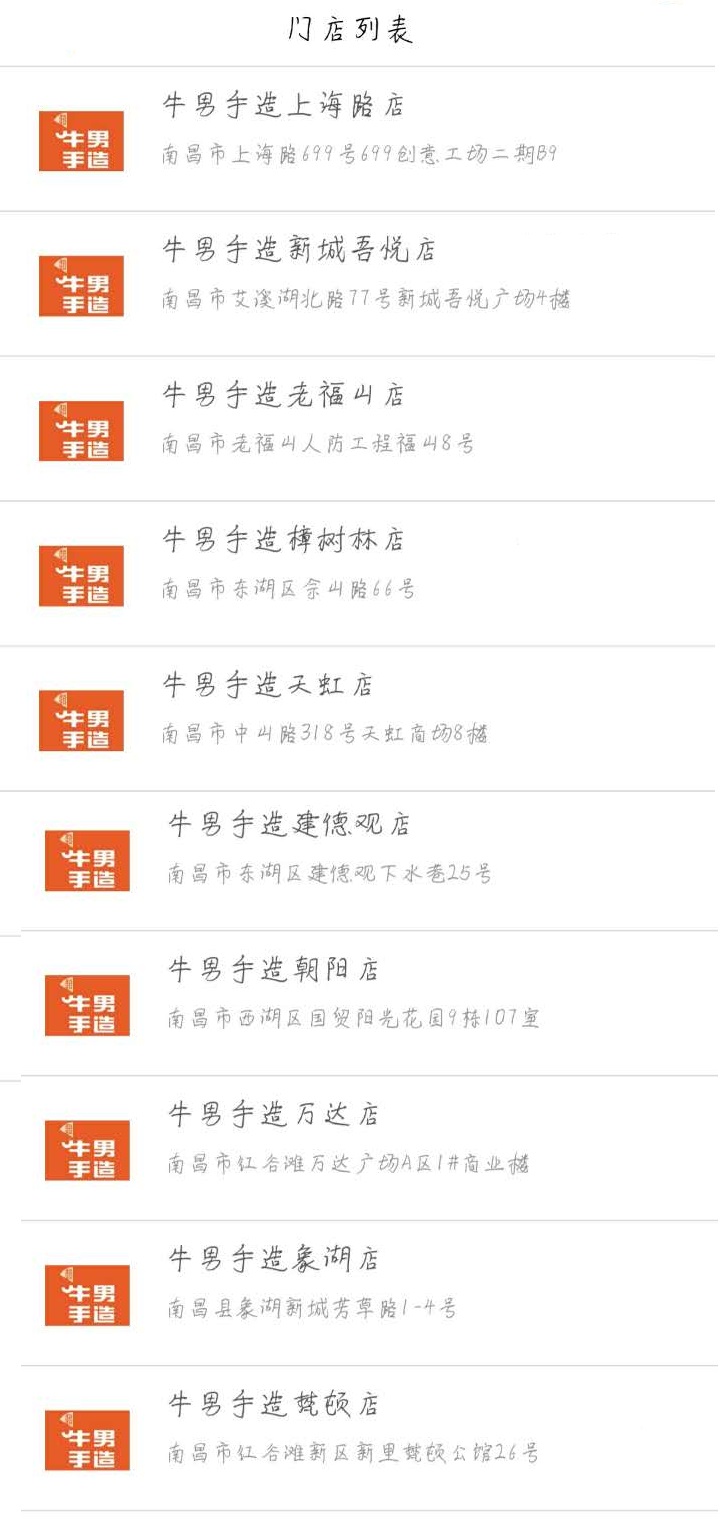 门店列表
牛男手造
牛男手造上海路店
南昌市上海路699号699创意工场二期B9
牛男手造
牛男手造新城吾悦店
南昌市艾溪湖北路77号新城吾悦广场4楼
牛男手造
牛男手造老福山店
南昌市老福山人防工程福山8号
牛男手造
牛男手造樟树林店
南昌市东湖区佘山路66号
牛男手造
牛男手造天虹店
南昌市中山路318号天虹商场8楼
牛男手造
牛男手造建德观店
南昌市东湖区建德观下水巷25号
牛男手造
牛男手造朝阳店
南昌市西湖区国贸阳光花园9栋107室
牛男手造
牛男手造万达店
南昌市红谷滩万达广场A区1#商业楼
牛男手造
牛男手造象湖店
南昌县象湖新城芳草路1-4号
牛男手造
牛男手造梵顿店
南昌市红谷滩新区新里梵顿公馆26号